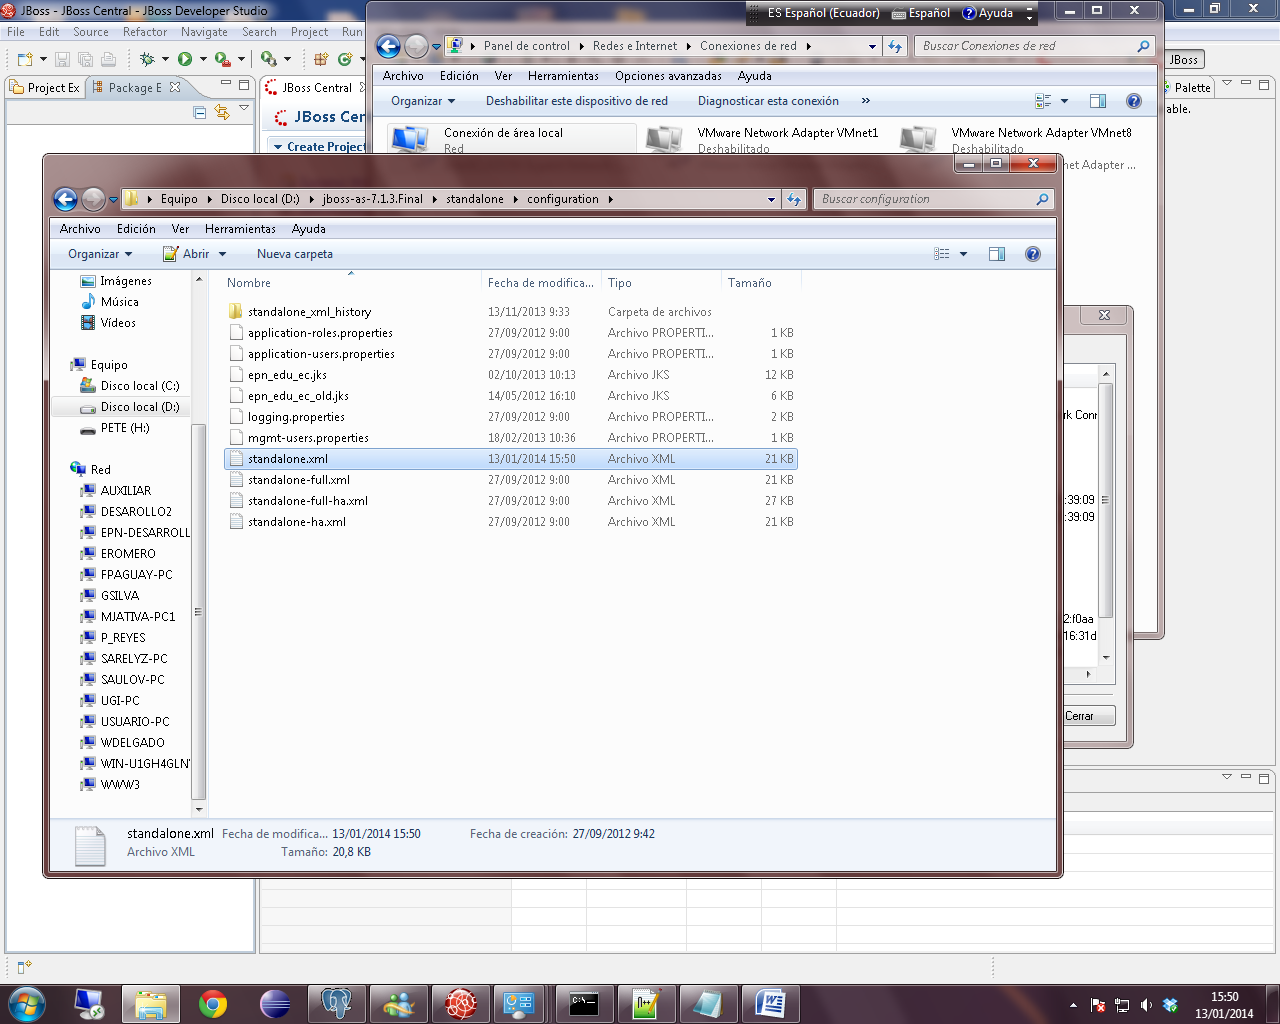 JBoss - JBoss Central - JBoss Developer Studio
ES Español (Ecuador) Español Ayuda
File Edit Source Refactor Navigate Search Project Run
Panel de control Redes e Internet Conexiones de red Buscar Conexiones de red
JBoss
Archivo Edición Ver Herramientas Opciones avanzadas Ayuda
Project Ex Package E JBoss Central Palette
Organizar Deshabilitar este dispositivo de red Diagnosticar esta conexión »
able.
JBoss Cen
Create Project
Conexión de área local
Red
VMware Network Adapter VMnet1
Deshabilitado
VMware Network Adapter VMnet8
Deshabilitado
net Adapter ...
Equipo Disco local (D:) jboss-as-7.1.3.Final standalone configuration Buscar configuration
Archivo Edición Ver Herramientas Ayuda
Organizar Abrir Nueva carpeta
Nombre Fecha de modifica... Tipo Tamaño
standalone_xml_history 13/11/2013 9:33 Carpeta de archivos
application-roles.properties 27/09/2012 9:00 Archivo PROPERTI... 1 KB
application-users.properties 27/09/2012 9:00 Archivo PROPERTI... 1 KB
epn_edu_ec.jks 02/10/2013 10:13 Archivo JKS 12 KB
epn_edu_ec_old.jks 14/05/2012 16:10 Archivo JKS 6 KB
logging.properties 27/09/2012 9:00 Archivo PROPERTI... 2 KB
mgmt-users.properties 18/02/2013 10:36 Archivo PROPERTI... 1 KB
standalone.xml 13/01/2014 15:50 Archivo XML 21 KB
standalone-full.xml 27/09/2012 9:00 Archivo XML 21 KB
standalone-full-ha.xml 27/09/2012 9:00 Archivo XML 27 KB
standalone-ha.xml 27/09/2012 9:00 Archivo XML 21 KB
Imágenes
Música
Vídeos
Equipo
Disco local (C:)
Disco local (D:)
PETE (H:)
Red
AUXILIAR
DESAROLLO2
EPN-DESARROLL
EROMERO
FPAGUAY-PC
GSILVA
MJATIVA-PC1
P_REYES
SARELYZ-PC
SAULOV-PC
UGI-PC
USUARIO-PC
WDELGADO
WIN-U1GH4GLN
WWW3
rk Conr
:39:09
:39:09
2:f0aa
16:31d
Cerrar
standalone.xml Fecha de modifica... 13/01/2014 15:50 Fecha de creación: 27/09/2012 9:42
Archivo XML Tamaño: 20,8 KB
15:50
13/01/2014